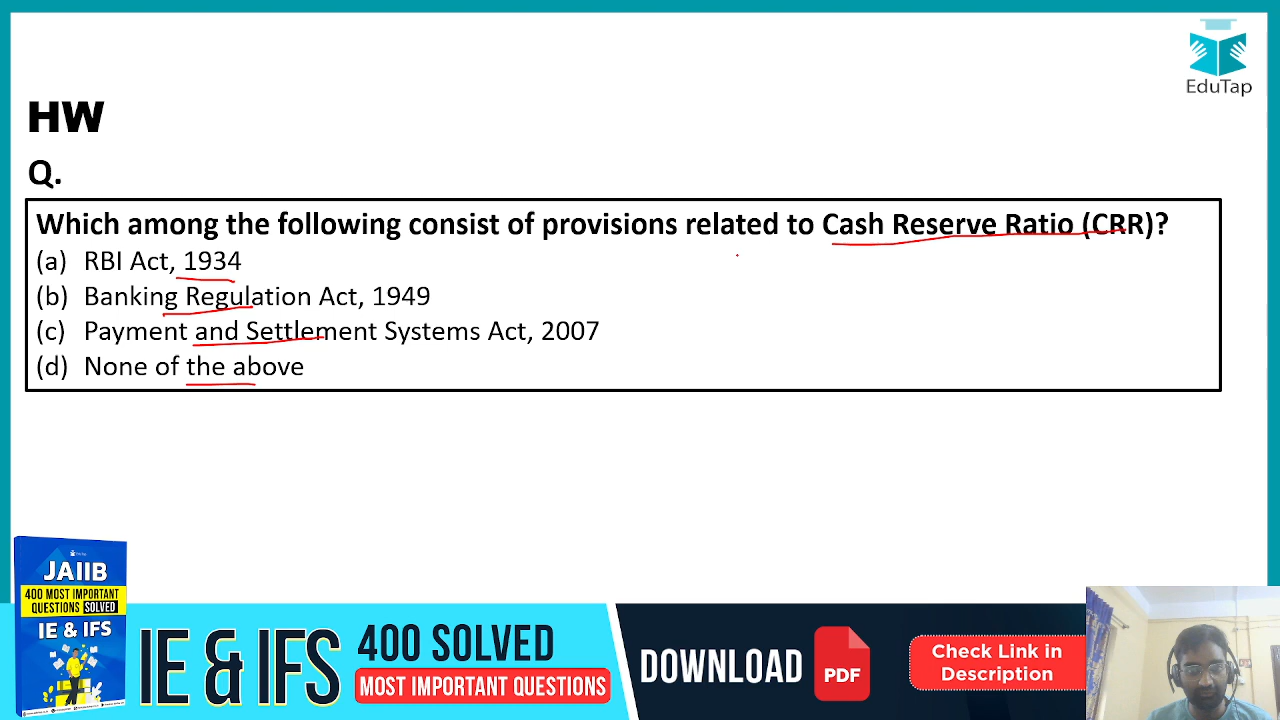 EduTap
HW
Q.
Which among the following consist of provisions related to Cash Reserve Ratio (CRR)?
(a) RBI Act, 1934
(b) Banking Regulation Act, 1949
(c) Payment and Settlement Systems Act, 2007
(d) None of the above
JAIIB
400 MOST IMPORTANT
QUESTIONS SOLVED
IE & IFS
IE & IFS
400 SOLVED
MOST IMPORTANT QUESTIONS
DOWNLOAD
PDF
Check Link in
Description